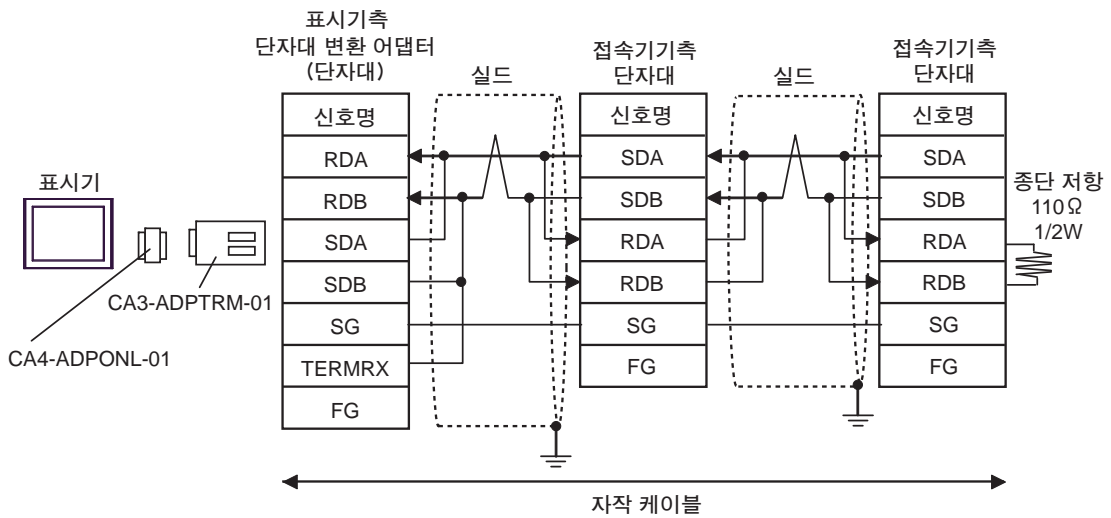 표시기
CA4-ADPONL-01
CA3-ADPTRM-01
표시기측
단자대 변환 어댑터
(단자대)
신호명
RDA
RDB
SDA
SDB
SG
TERMRX
FG
실드
접속기기측
단자대
신호명
SDA
SDB
RDA
RDB
SG
FG
실드
접속기기측
단자대
신호명
SDA
SDB
RDA
RDB
SG
FG
종단 저항
110Ω
1/2W
자작 케이블